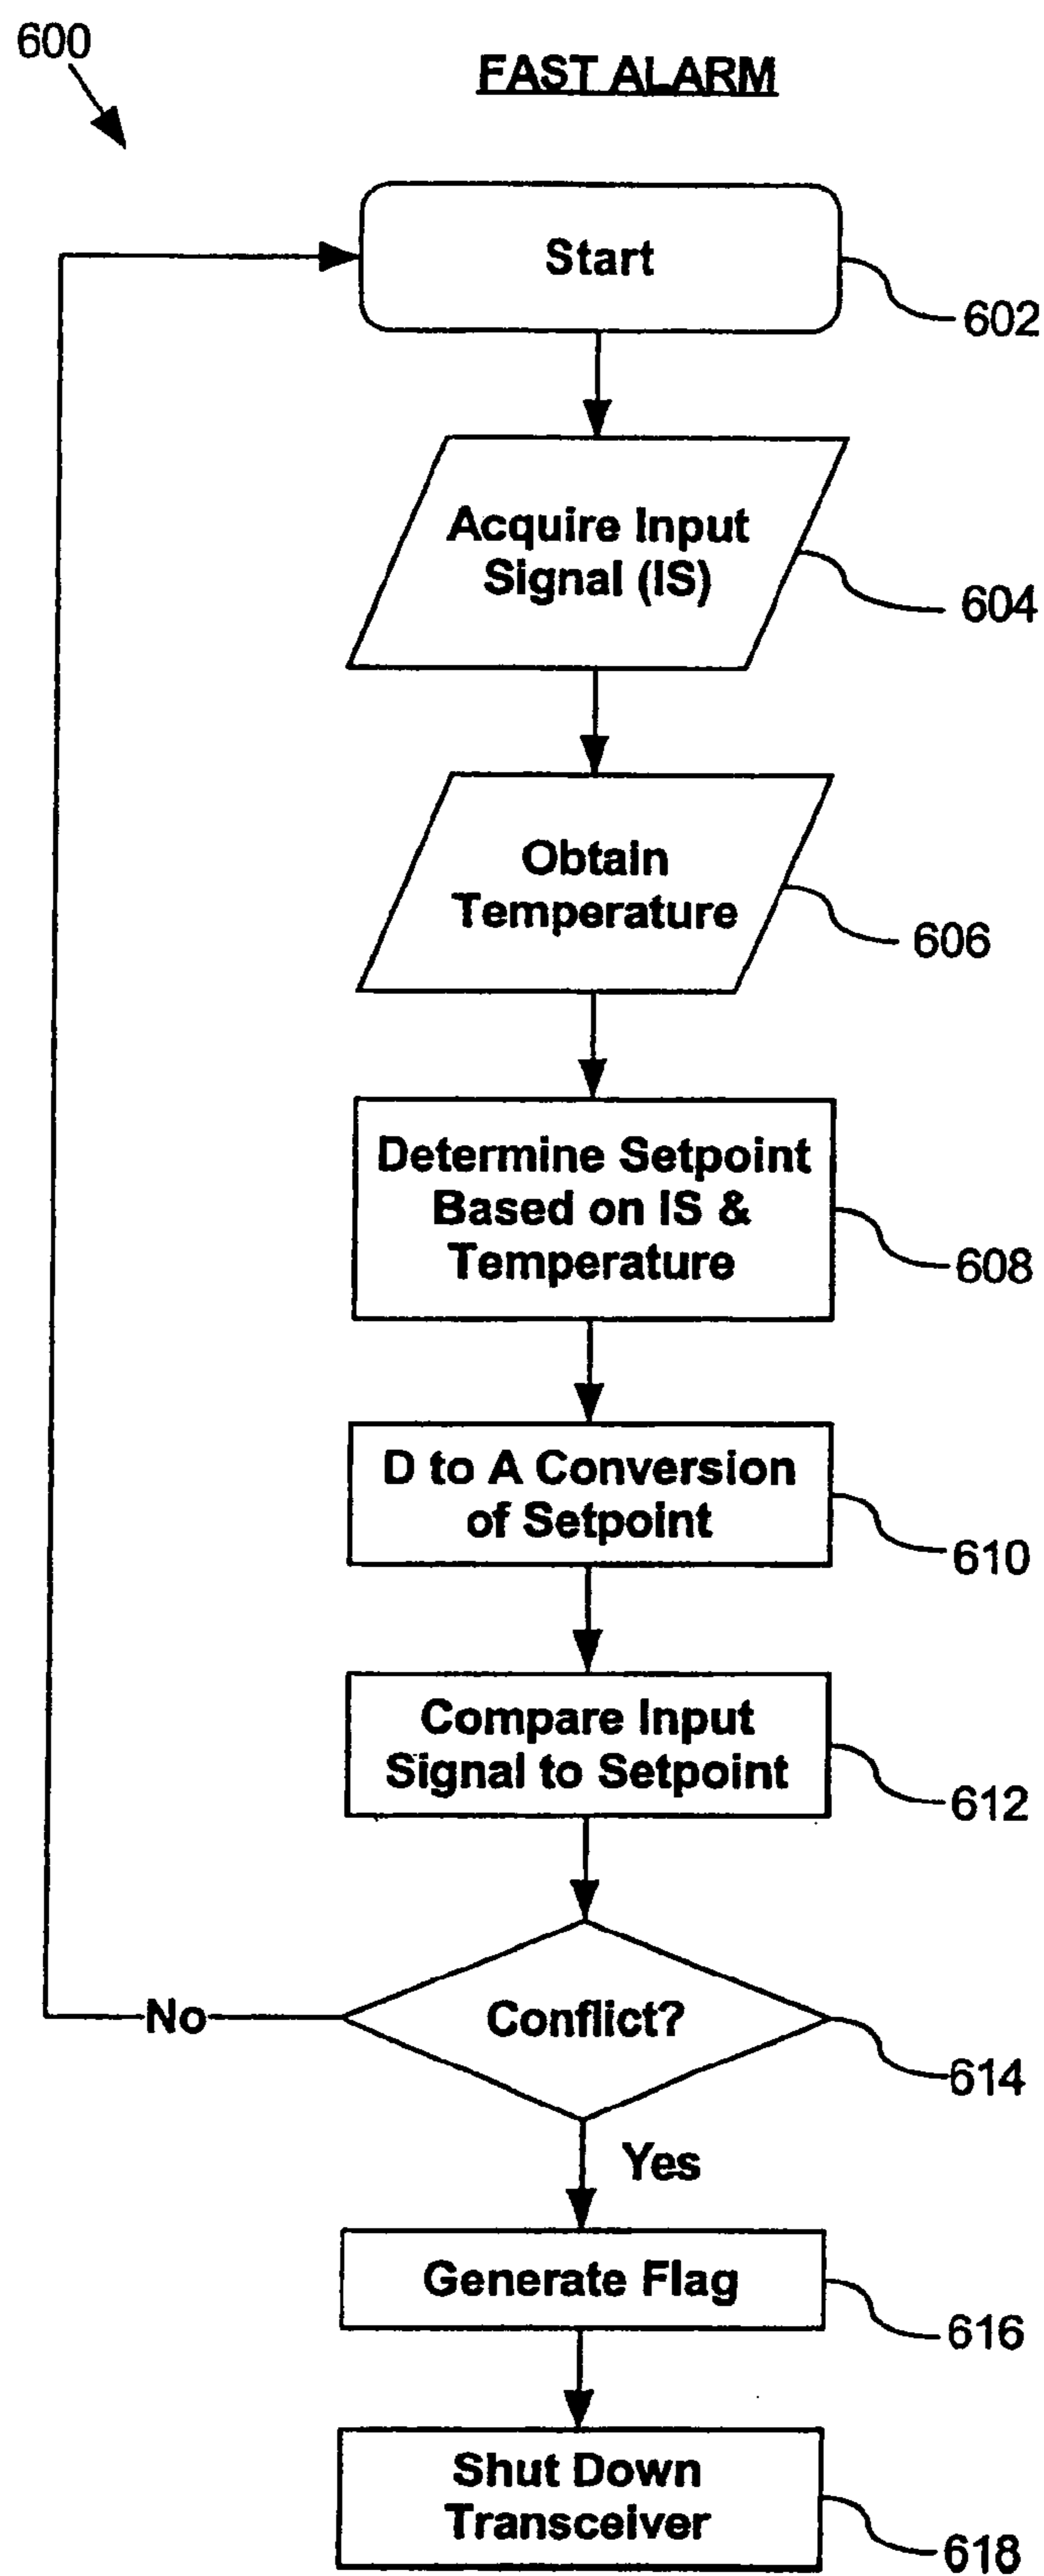 600
FAST ALARM
Start
602
Acquire Input
Signal (IS)
604
Obtain
Temperature
606
Determine Setpoint
Based on IS &
Temperature
608
D to A Conversion
of Setpoint
610
Compare Input
Signal to Setpoint
612
Conflict?
614
No
Yes
Generate Flag
616
Shut Down
Transceiver
618